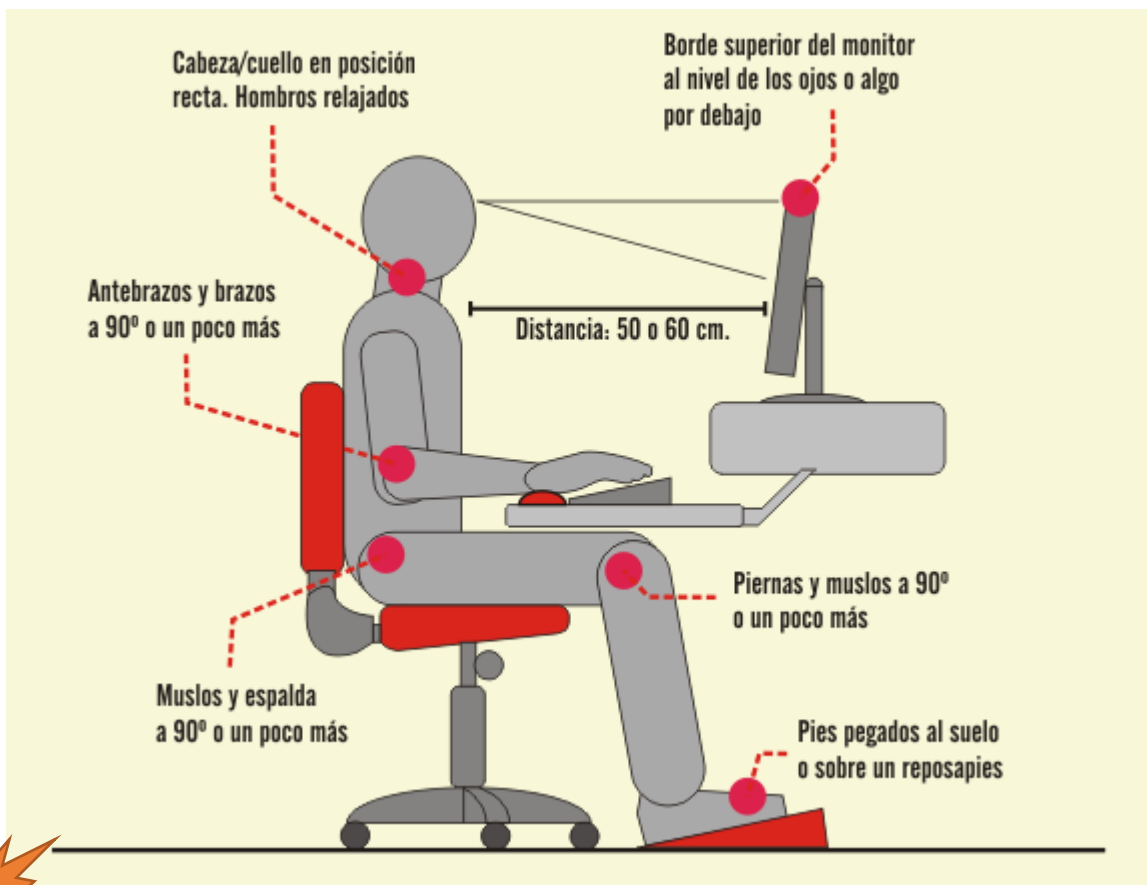 Cabeza/cuello en posición
recta. Hombros relajados
Borde superior del monitor
al nivel de los ojos o algo
por debajo
Antebrazos y brazos
a 90º o un poco más
Distancia: 50 o 60 cm.
Piernas y muslos a 90º
o un poco más
Muslos y espalda
a 90º o un poco más
Pies pegados al suelo
o sobre un reposapies